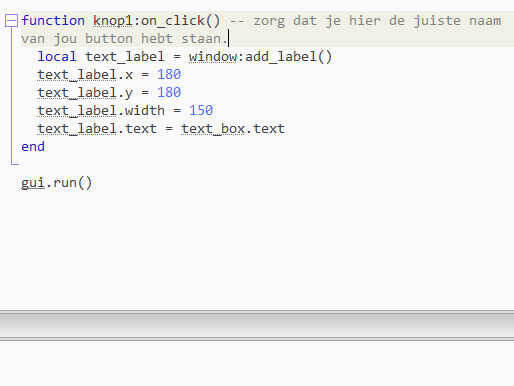 function knop1:on_click() -- zorg dat je hier de juiste naam
van jou button hebt staan.
local text_label = window:add_label()
text_label.x = 180
text_label.y = 180
text_label.width = 150
text_label.text = text_box.text
end
gui.run()